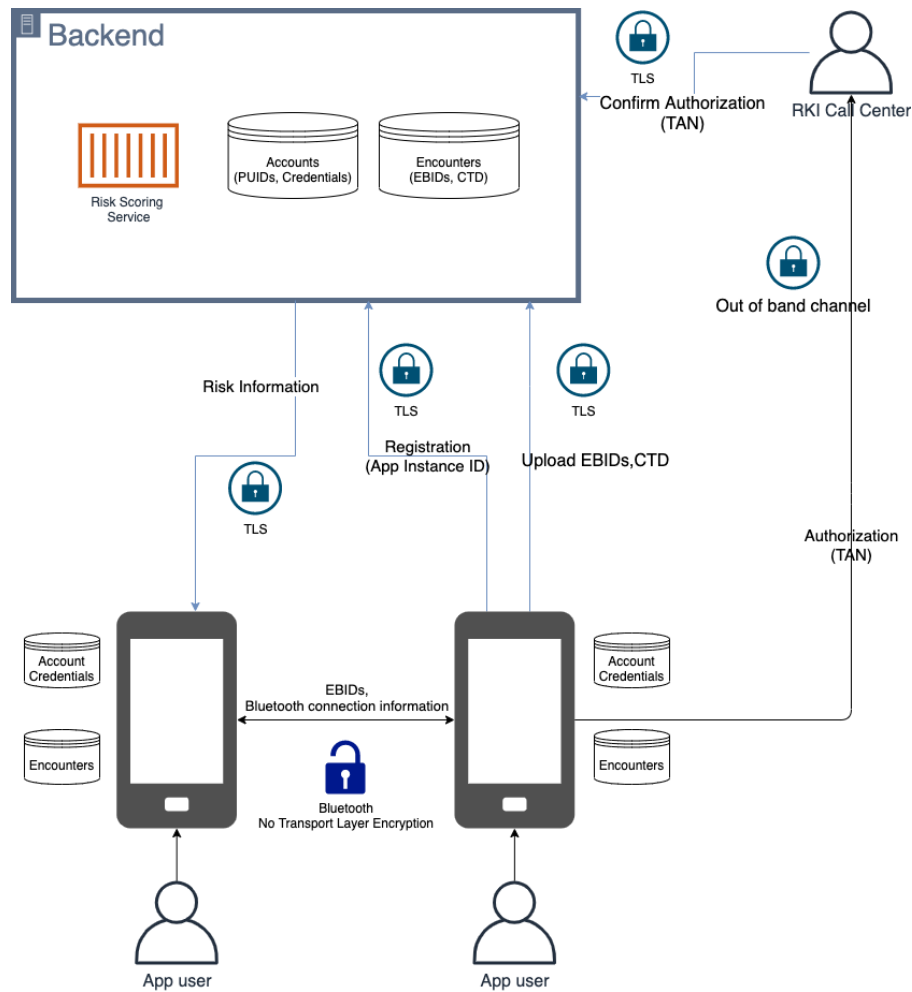 Backend
TLS
Confirm Authorization
(TAN)
RKI Call Center
Accounts
(PUIDs, Credentials)
Encounters
(EBIDs, CTD)
Risk Scoring
Service
Out of band channel
Risk Information
TLS
TLS
Registration
(App Instance ID)
Upload EBIDs,CTD
TLS
Authorization
(TAN)
Account
Credentials
Account
Credentials
EBIDs,
Bluetooth connection information
Encounters
Encounters
Bluetooth
No Transport Layer Encryption
App user
App user